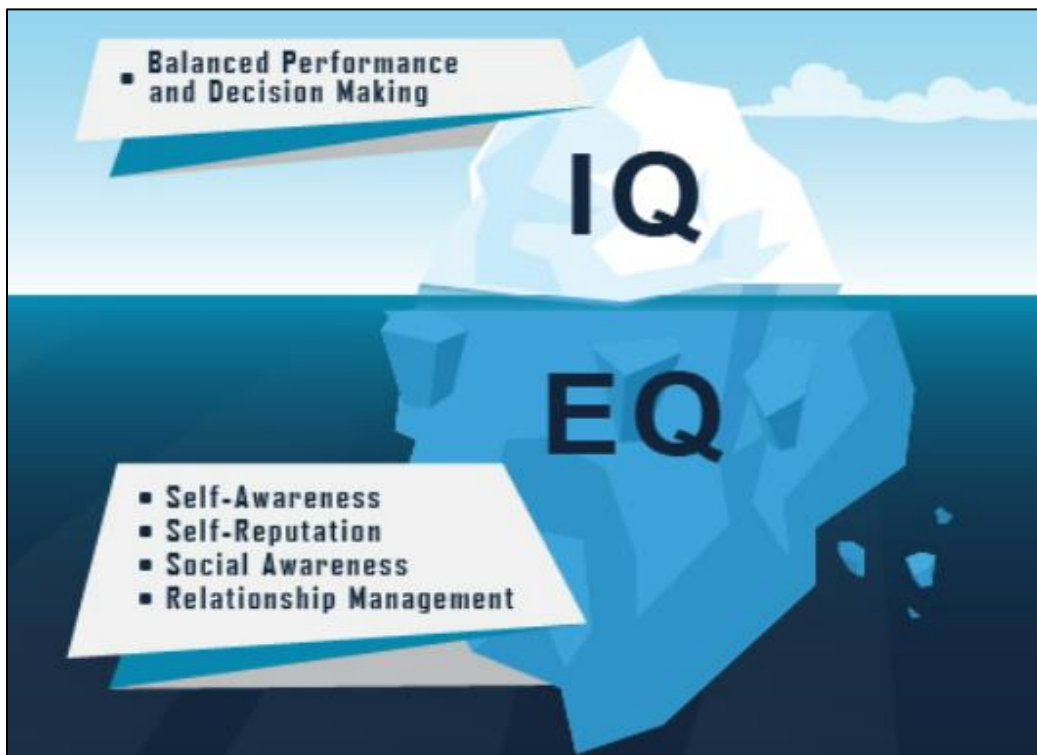 ▪ Balanced Performance
and Decision Making
IQ
EQ
▪ Self-Awareness
▪ Self-Reputation
▪ Social Awareness
▪ Relationship Management